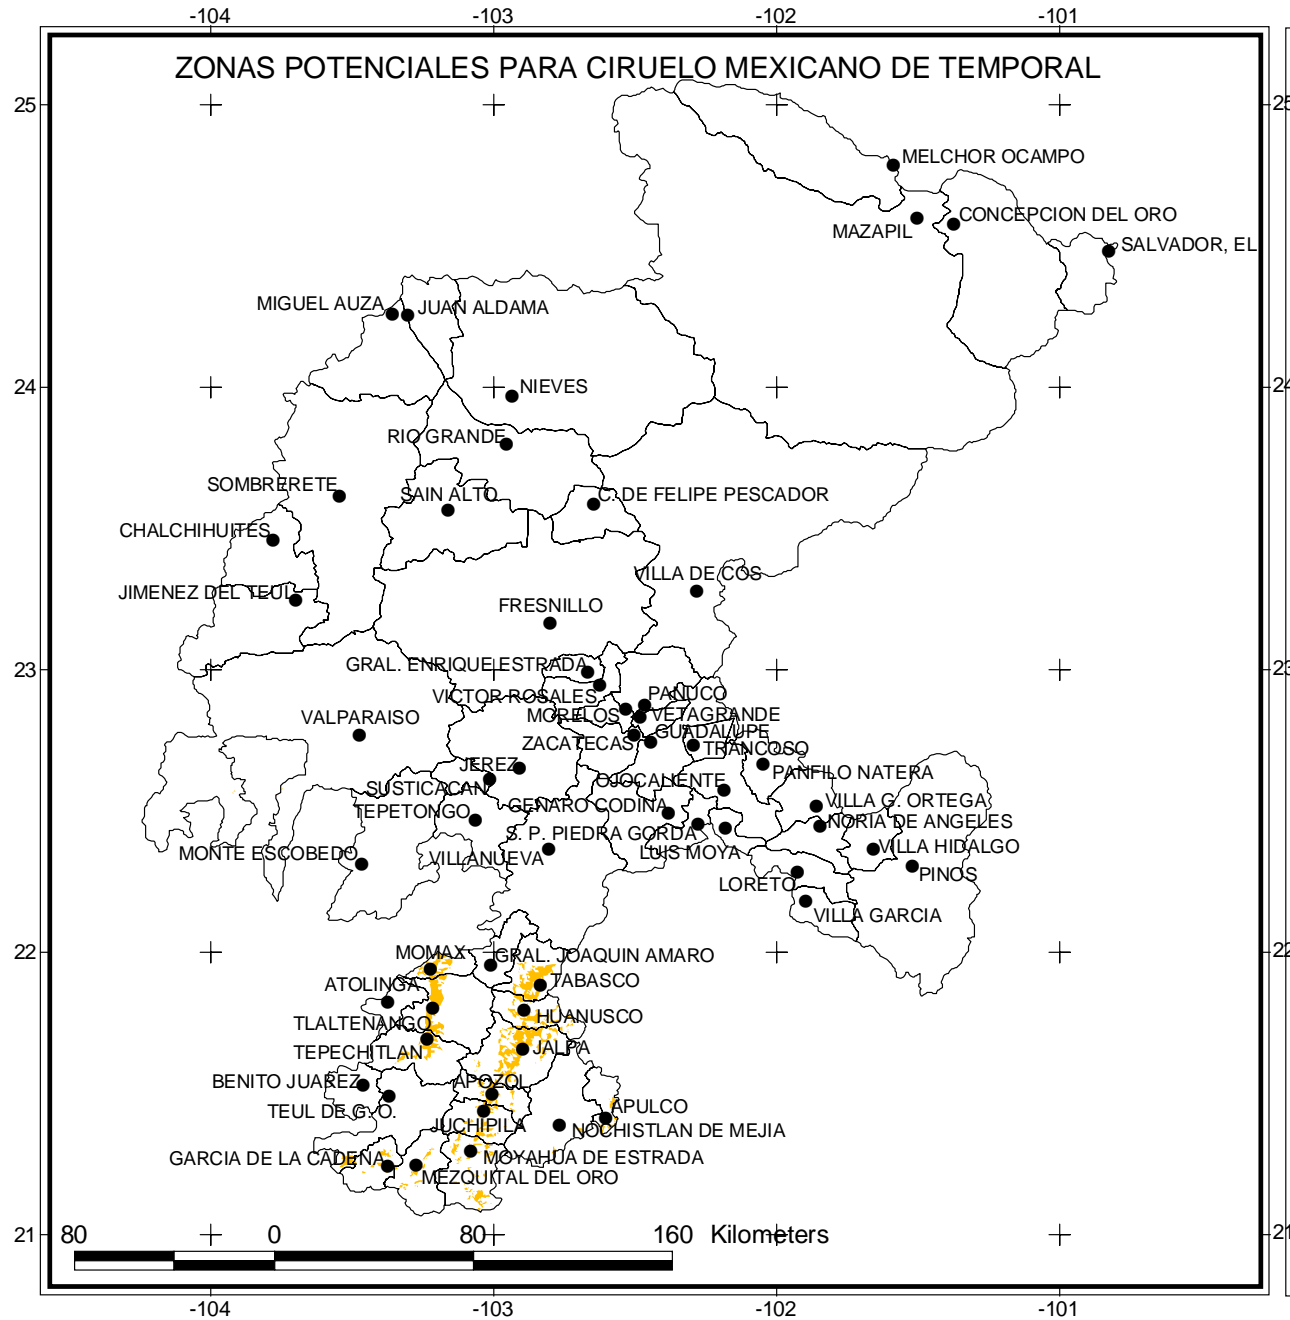 -104
-103
-102
-101
ZONAS POTENCIALES PARA CIRUELO MEXICANO DE TEMPORAL
25
25
MELCHOR OCAMPO
CONCEPCION DEL ORO
MAZAPIL
SALVADOR, EL
MIGUEL AUZA
JUAN ALDAMA
24
24
NIEVES
RIO GRANDE
SOMBRERETE
SAIN ALTO
C. DE FELIPE PESCADOR
CHALCHIHUITES
VILLA DE COS
JIMENEZ DEL TEUL
FRESNILLO
23
23
GRAL. ENRIQUE ESTRADA
VICTOR ROSALES
PANUCO
VALPARAISO
MORELOS
VETAGRANDE
GUADALUPE
ZACATECAS
TRANCOSO
JEREZ
PANFILO NATERA
SUSTICACAN
OJOCALIENTE
TEPETONGO
GENARO CODINA
VILLA G. ORTEGA
NORIA DE ANGELES
S. P. PIEDRA GORDA
VILLA HIDALGO
MONTE ESCOBEDO
VILLANUEVA
LUIS MOYA
PINOS
LORETO
VILLA GARCIA
22
22
MOMAX
GRAL. JOAQUIN AMARO
ATOLINGA
TABASCO
TLALTENANGO
HUANUSCO
TEPECHITLAN
JALPA
BENITO JUAREZ
APOZOL
TEUL DE G. O.
APULCO
JUCHIPILA
NOCHISTLAN DE MEJIA
GARCIA DE LA CADENA
MOYAHUA DE ESTRADA
MEZQUITAL DEL ORO
21
21
80
0
80
160 Kilometers
-104
-103
-102
-101